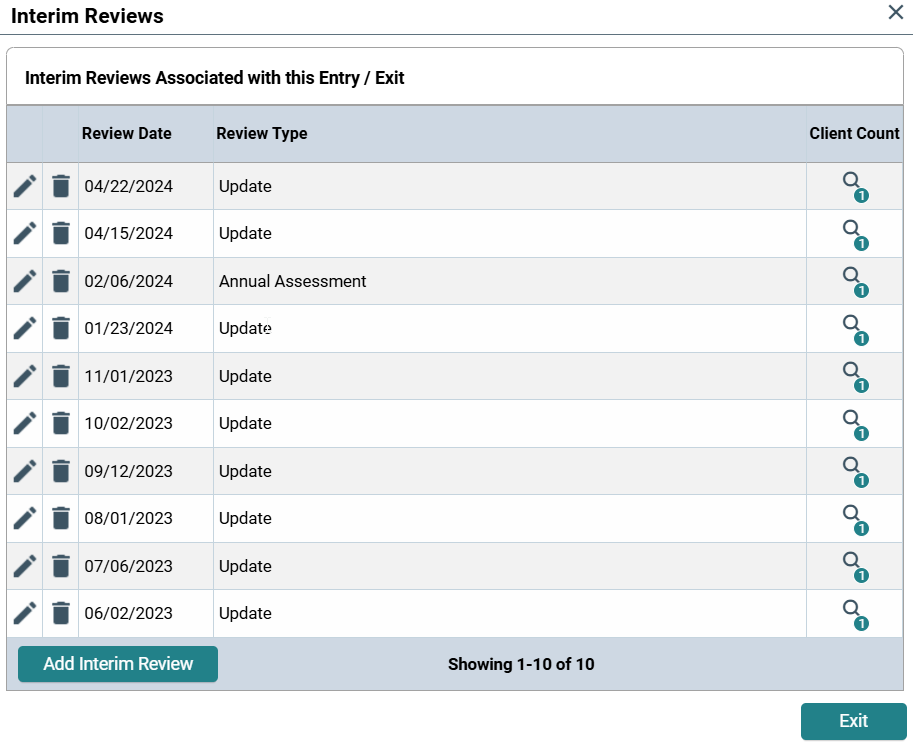 Interim Reviews
Interim Reviews Associated with this Entry / Exit
Review Date Review Type Client Count
04/22/2024 Update 1
04/15/2024 Update 1
02/06/2024 Annual Assessment 1
01/23/2024 Update 1
11/01/2023 Update 1
10/02/2023 Update 1
09/12/2023 Update 1
08/01/2023 Update 1
07/06/2023 Update 1
06/02/2023 Update 1
Add Interim Review Showing 1-10 of 10
Exit